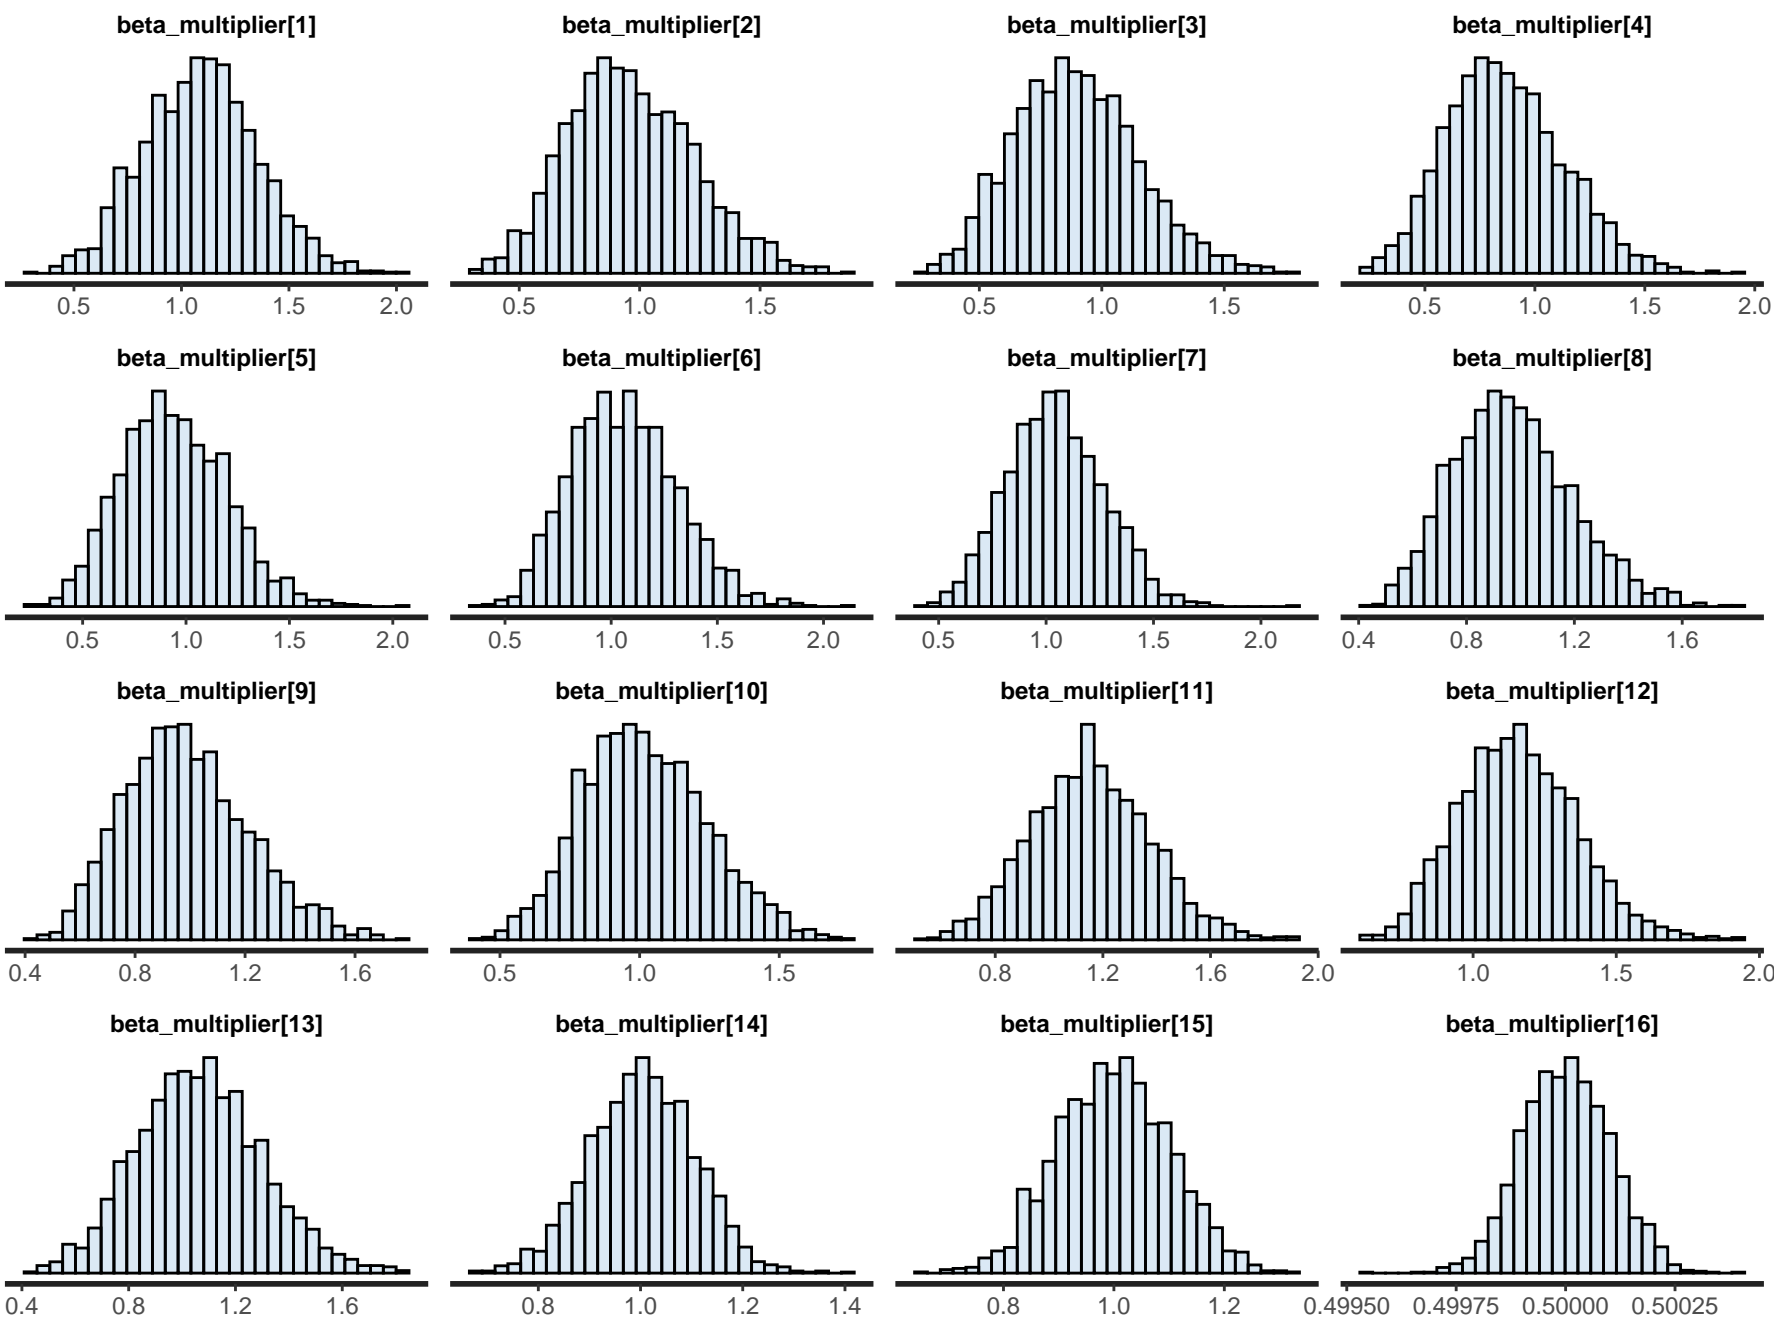 beta_multiplier[1] beta_multiplier[2] beta_multiplier[3] beta_multiplier[4]
0.5 1.0 1.5 2.0 0.5 1.0 1.5 0.5 1.0 1.5 0.5 1.0 1.5 2.0
beta_multiplier[5] beta_multiplier[6] beta_multiplier[7] beta_multiplier[8]
0.5 1.0 1.5 2.0 0.5 1.0 1.5 2.0 0.5 1.0 1.5 2.0 0.4 0.8 1.2 1.6
beta_multiplier[9] beta_multiplier[10] beta_multiplier[11] beta_multiplier[12]
0.4 0.8 1.2 1.6 0.5 1.0 1.5 0.8 1.2 1.6 2.0 1.0 1.5 2.0
beta_multiplier[13] beta_multiplier[14] beta_multiplier[15] beta_multiplier[16]
0.4 0.8 1.2 1.6 0.8 1.0 1.2 1.4 0.8 1.0 1.2 0.49950 0.49975 0.50000 0.50025